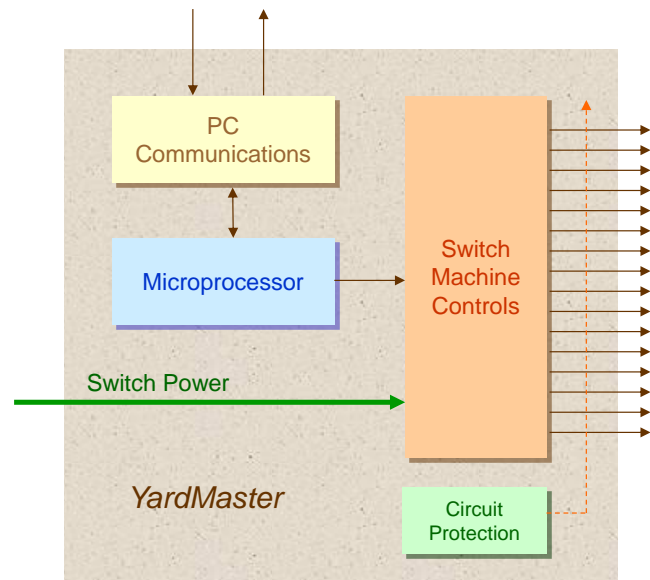 PC
Communications
Microprocessor
Switch
Machine
Controls
Switch Power
YardMaster
Circuit
Protection